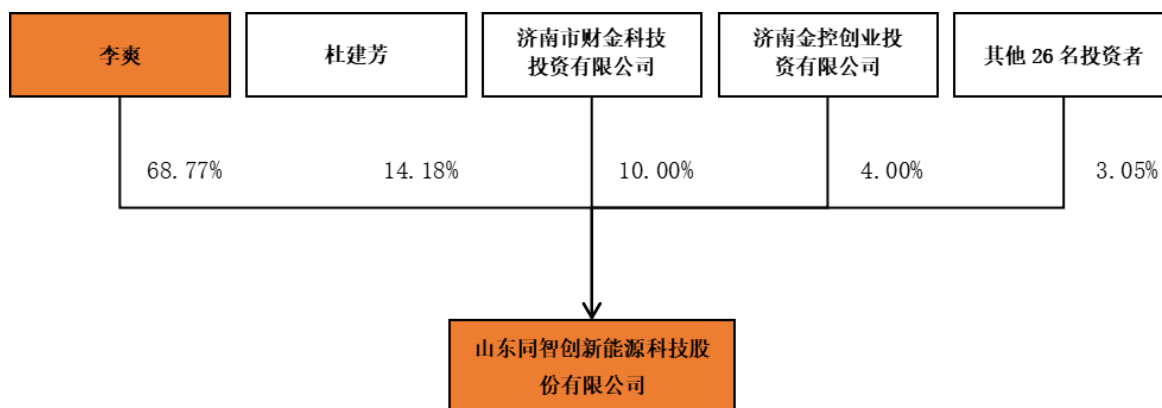 李爽
杜建芳
济南市财金科技
投资有限公司
济南金控创业投
资有限公司
其他 26 名投资者
68.77%
14.18%
10.00%
4.00%
3.05%
山东同智创新能源科技股
份有限公司